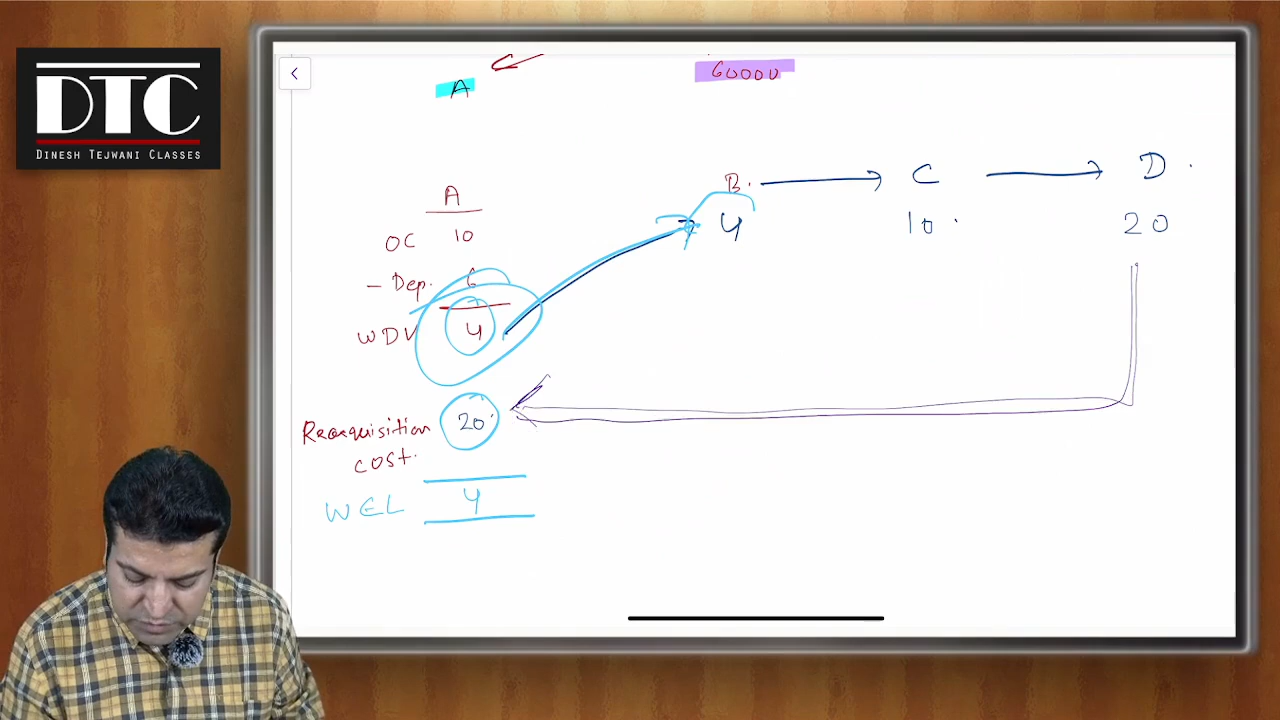 DTC
DINESH TEJWANI CLASSES
60000
A
B. C D.
4 10. 20
A
OC 10
- Dep. 6
WDV 4
Reacquisition 20
cost.
WEL 4